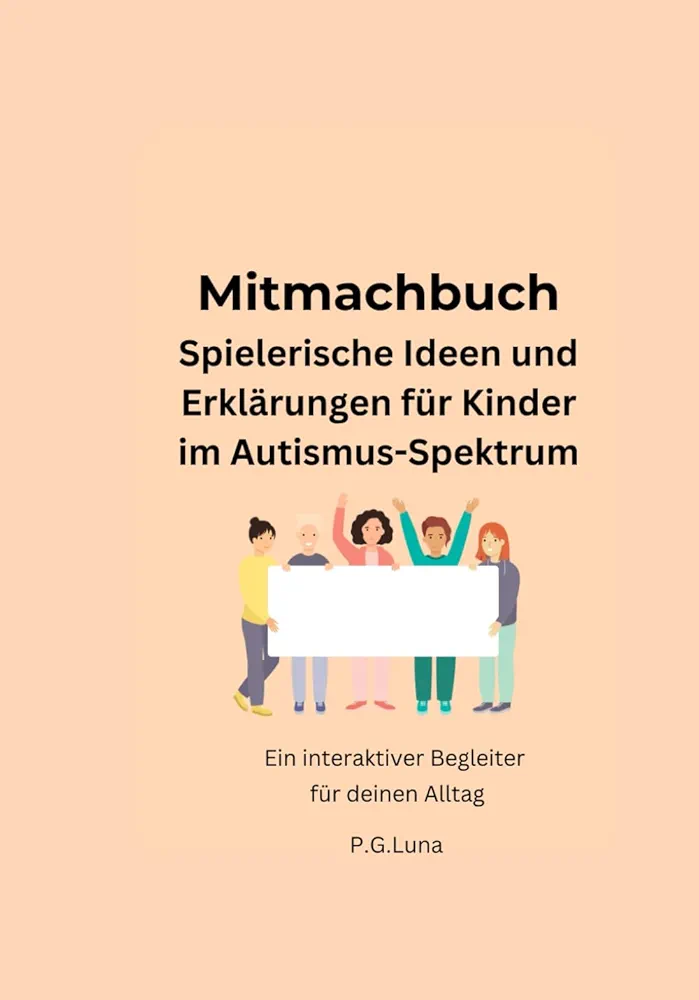 Mitmachbuch
Spielerische Ideen und
Erklärungen für Kinder
im Autismus-Spektrum
Ein interaktiver Begleiter
für deinen Alltag
P.G.Luna